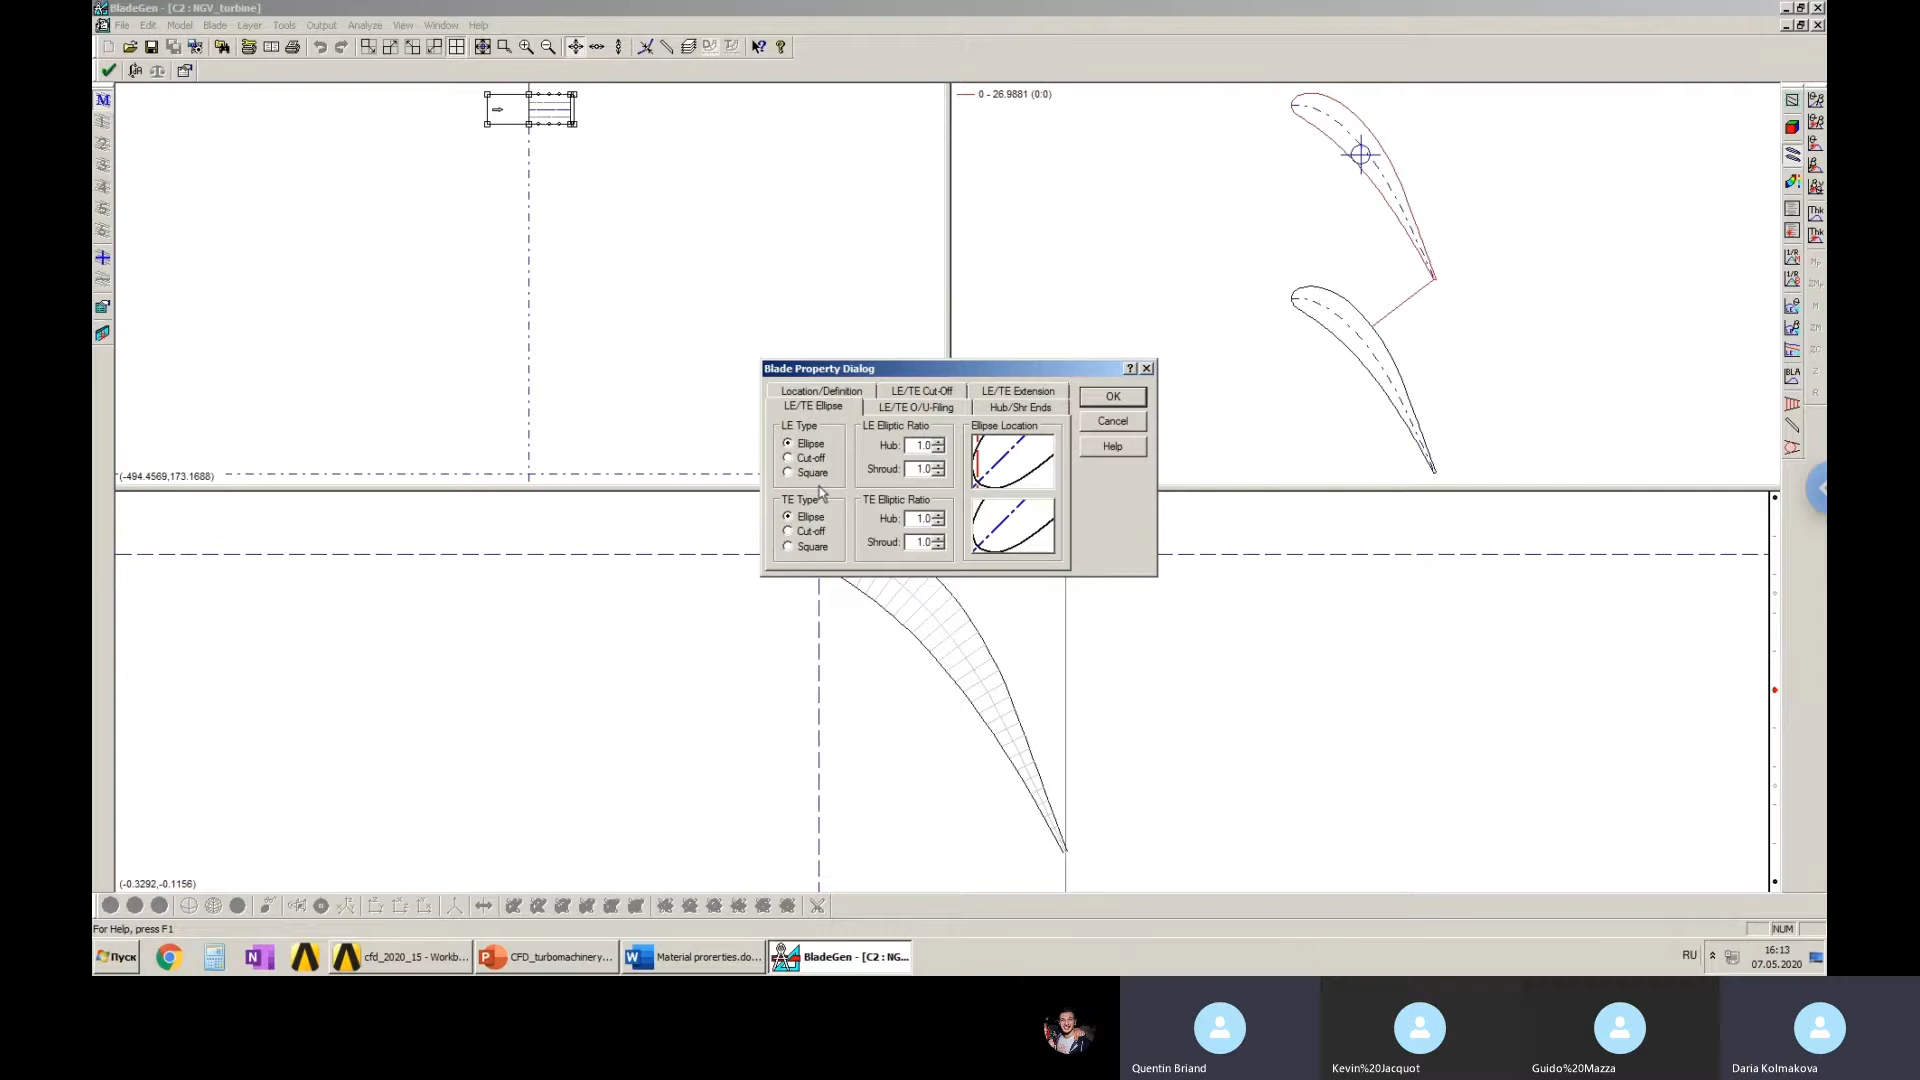 BladeGen - [C2 : NGV_turbine]
File Edit Model Blade Layer Tools Output Analyze View Window Help
0 - 26.9881 (0:0)
(-494.4569,173.1688)
Blade Property Dialog
Location/Definition LE/TE Cut-Off LE/TE Extension
LE/TE Ellipse LE/TE O/U-Filing Hub/Shr Ends
OK
Cancel
Help
LE Type
Ellipse
Cut-off
Square
LE Elliptic Ratio
Hub: 1.0
Shroud: 1.0
Ellipse Location
TE Type
Ellipse
Cut-off
Square
TE Elliptic Ratio
Hub: 1.0
Shroud: 1.0
(-0.3292,-0.1156)
For Help, press F1
NUM
Пуск
cfd_2020_15 - Workb...
CFD_turbomachinery...
Material prorerties.do...
BladeGen - [C2 : NG...
RU
16:13
07.05.2020
Quentin Briand
Kevin%20Jacquot
Guido%20Mazza
Daria Kolmakova